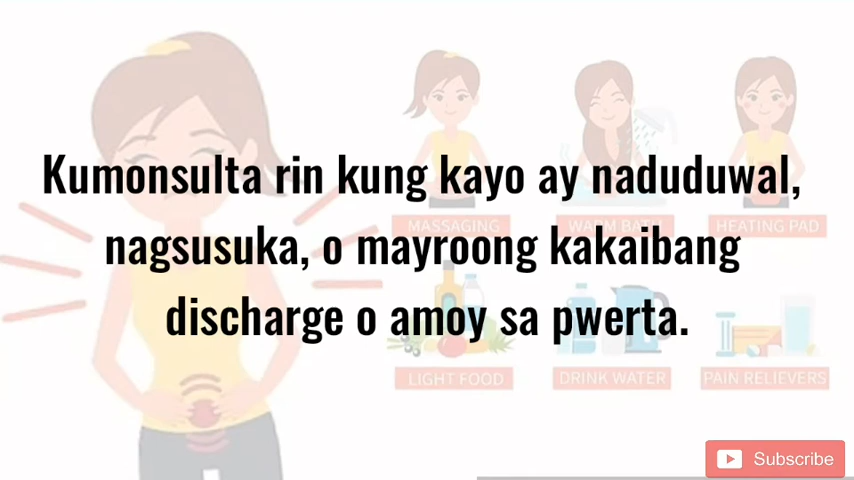 Kumonsulta rin kung kayo ay naduduwal,
nagsusuka, o mayroong kakaibang
discharge o amoy sa pwerta.
MASSAGING
WARM BATH
HEATING PAD
LIGHT FOOD
DRINK WATER
PAIN RELIEVERS
Subscribe